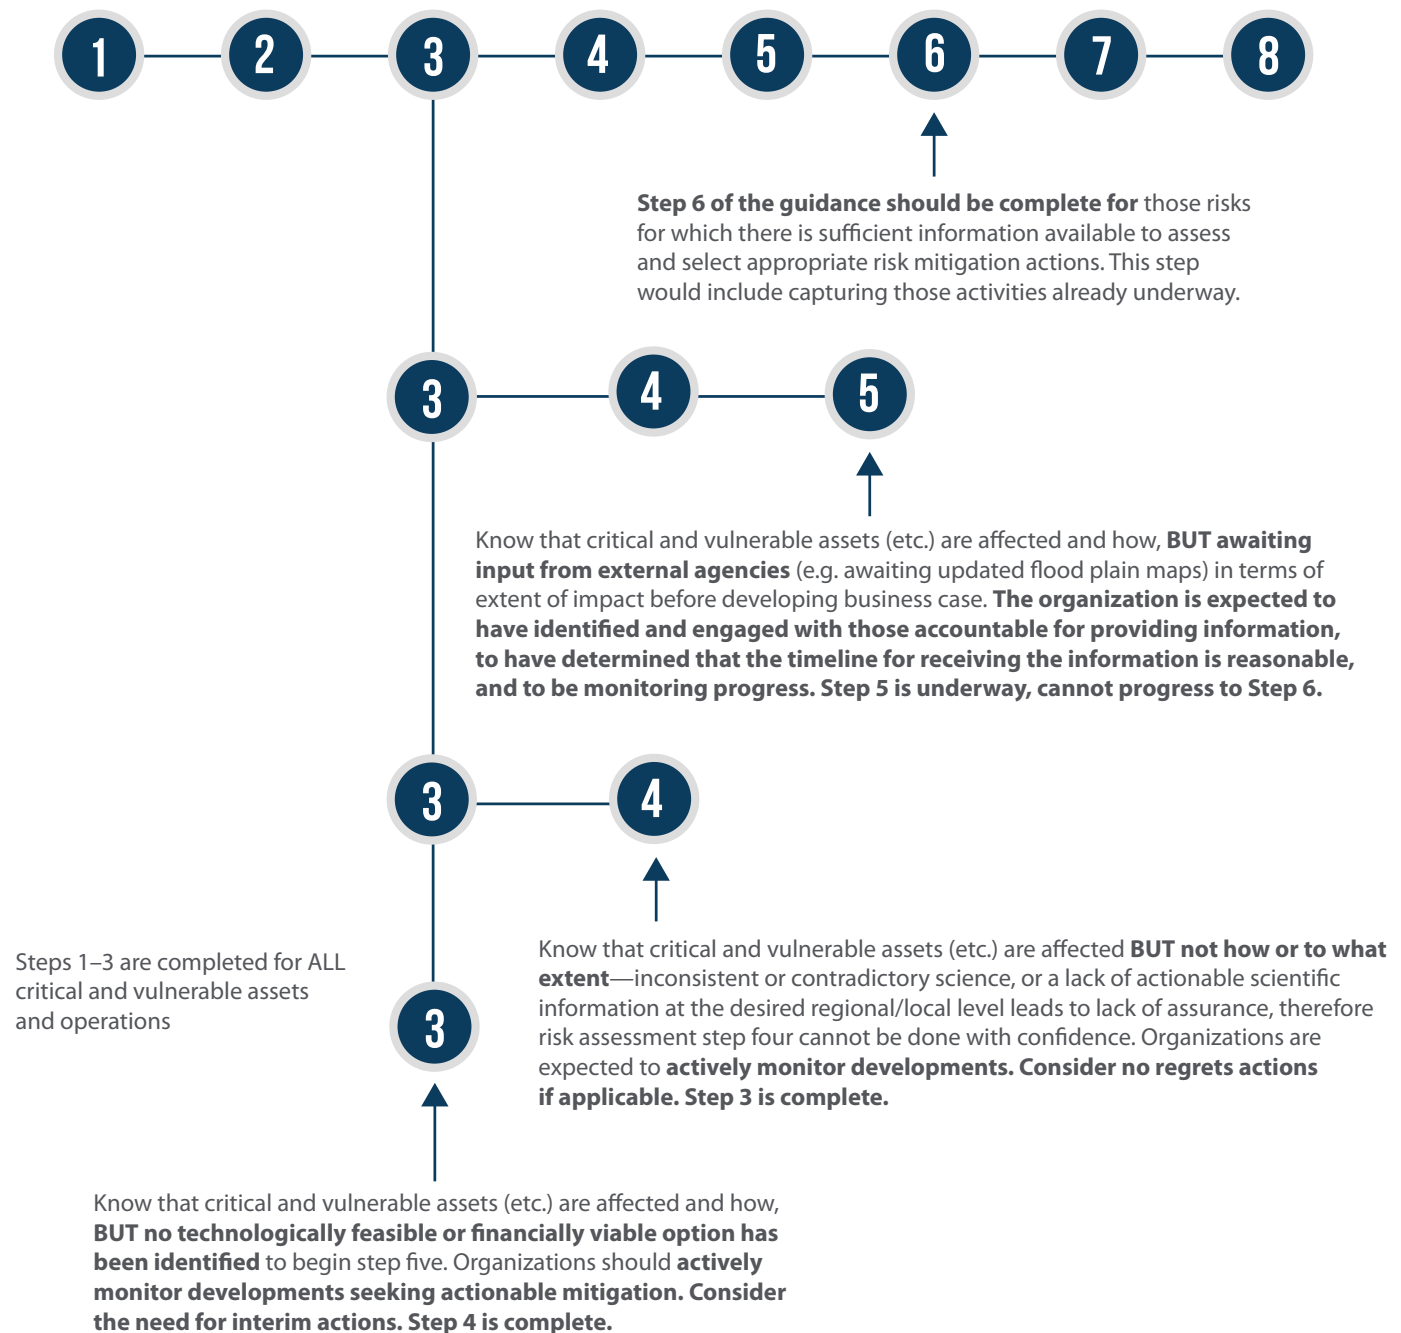 1 2 3 4 5 6 7 8
Step 6 of the guidance should be complete for those risks
for which there is sufficient information available to assess
and select appropriate risk mitigation actions. This step
would include capturing those activities already underway.
3 4 5
Know that critical and vulnerable assets (etc.) are affected and how, BUT awaiting
input from external agencies (e.g. awaiting updated flood plain maps) in terms of
extent of impact before developing business case. The organization is expected to
have identified and engaged with those accountable for providing information,
to have determined that the timeline for receiving the information is reasonable,
and to be monitoring progress. Step 5 is underway, cannot progress to Step 6.
3 4
Know that critical and vulnerable assets (etc.) are affected BUT not how or to what
extent—inconsistent or contradictory science, or a lack of actionable scientific
information at the desired regional/local level leads to lack of assurance, therefore
risk assessment step four cannot be done with confidence. Organizations are
expected to actively monitor developments. Consider no regrets actions
if applicable. Step 3 is complete.
Steps 1–3 are completed for ALL
critical and vulnerable assets
and operations
3
Know that critical and vulnerable assets (etc.) are affected and how,
BUT no technologically feasible or financially viable option has
been identified to begin step five. Organizations should actively
monitor developments seeking actionable mitigation. Consider
the need for interim actions. Step 4 is complete.